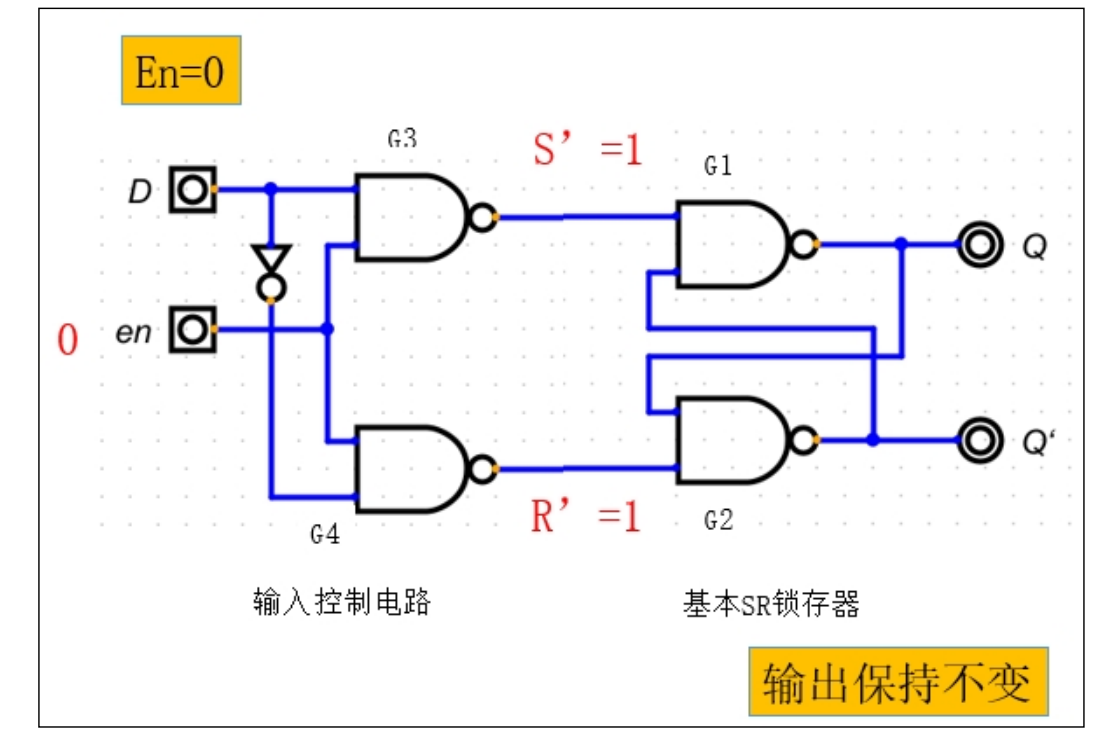 En=0
G3
S’ =1
G1
D
Q
0
en
Q‘
R’ =1
G4
G2
输入控制电路
基本SR锁存器
输出保持不变